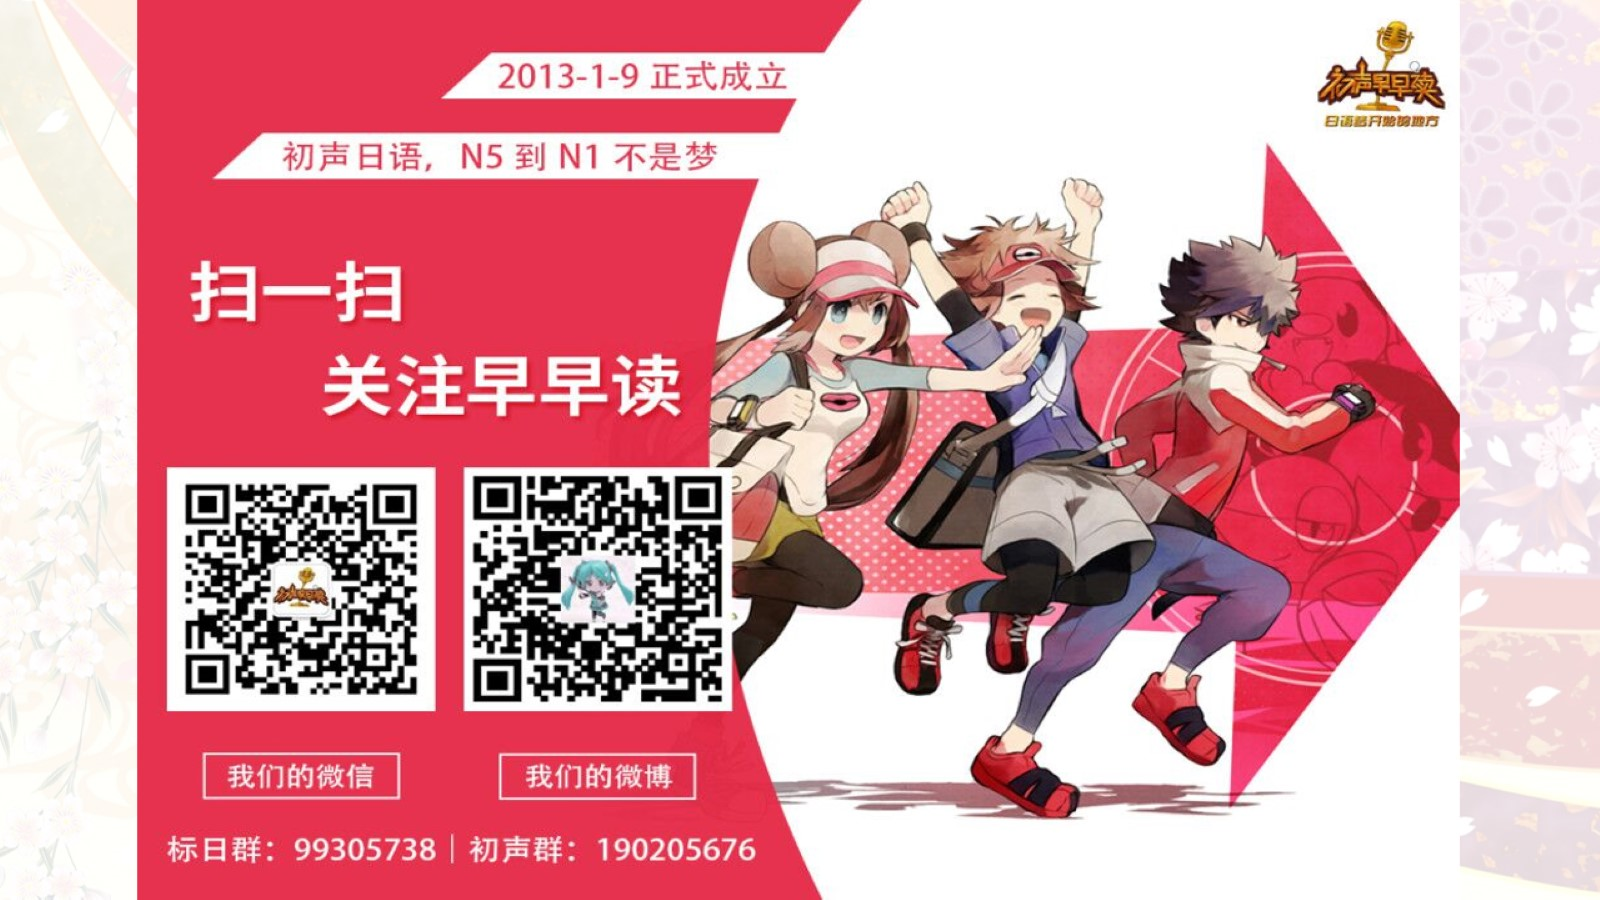 2013-1-9 正式成立
初声日语，N5 到 N1 不是梦
初声早早读
日语梦开始的地方
扫一扫
关注早早读
我们的微信
我们的微博
标日群：99305738｜初声群：190205676